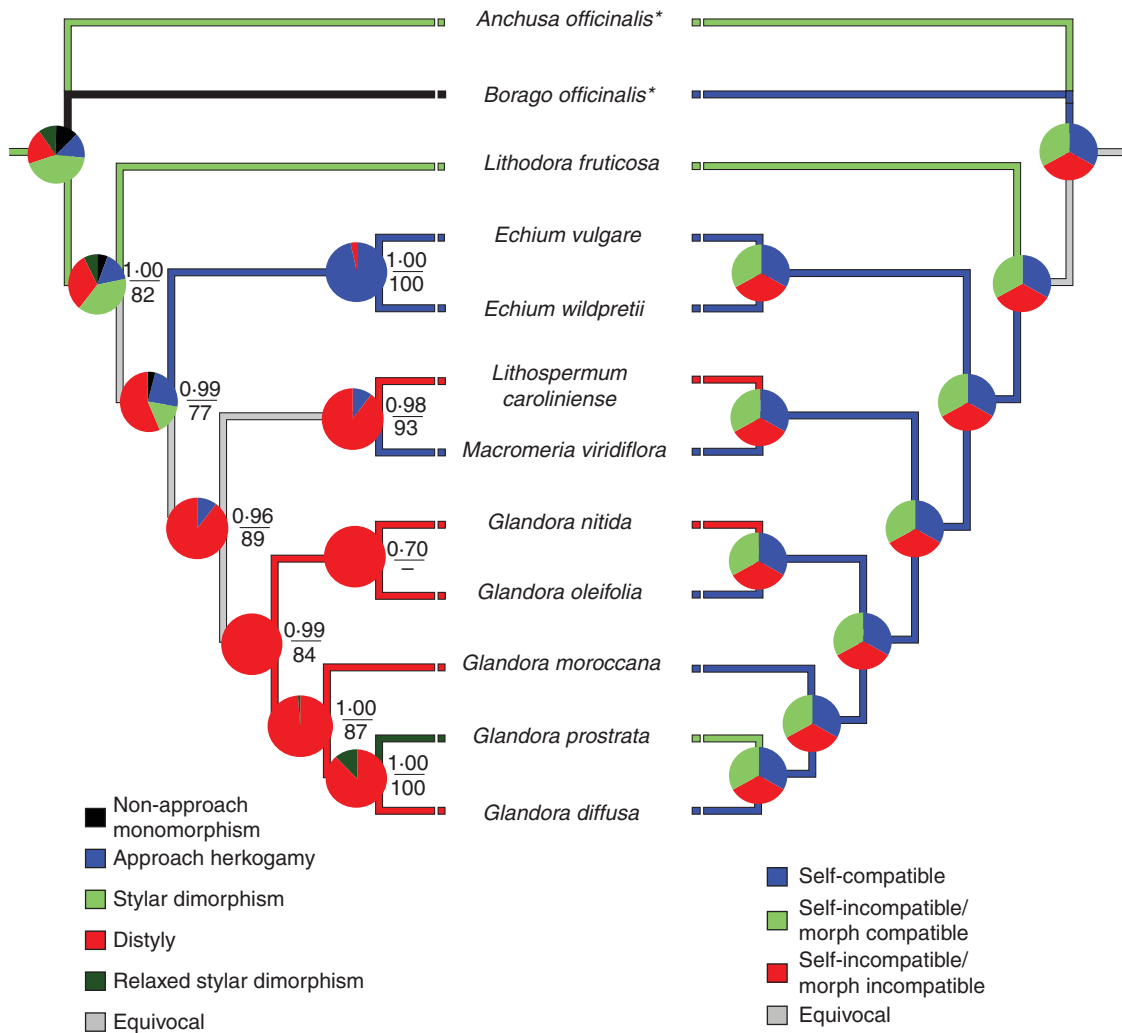 Anchusa officinalis*
Borago officinalis*
Lithodora fruticosa
Echium vulgare
1·00
100
1·00
82
Echium wildpretii
Lithospermum
caroliniense
0·99
77
0·98
93
Macromeria viridiflora
0·96
89
Glandora nitida
0·70
–
Glandora oleifolia
0·99
84
Glandora moroccana
1·00
87
Glandora prostrata
1·00
100
Glandora diffusa
Non-approach
monomorphism
Approach herkogamy
Stylar dimorphism
Distyly
Relaxed stylar dimorphism
Equivocal
Self-compatible
Self-incompatible/
morph compatible
Self-incompatible/
morph incompatible
Equivocal